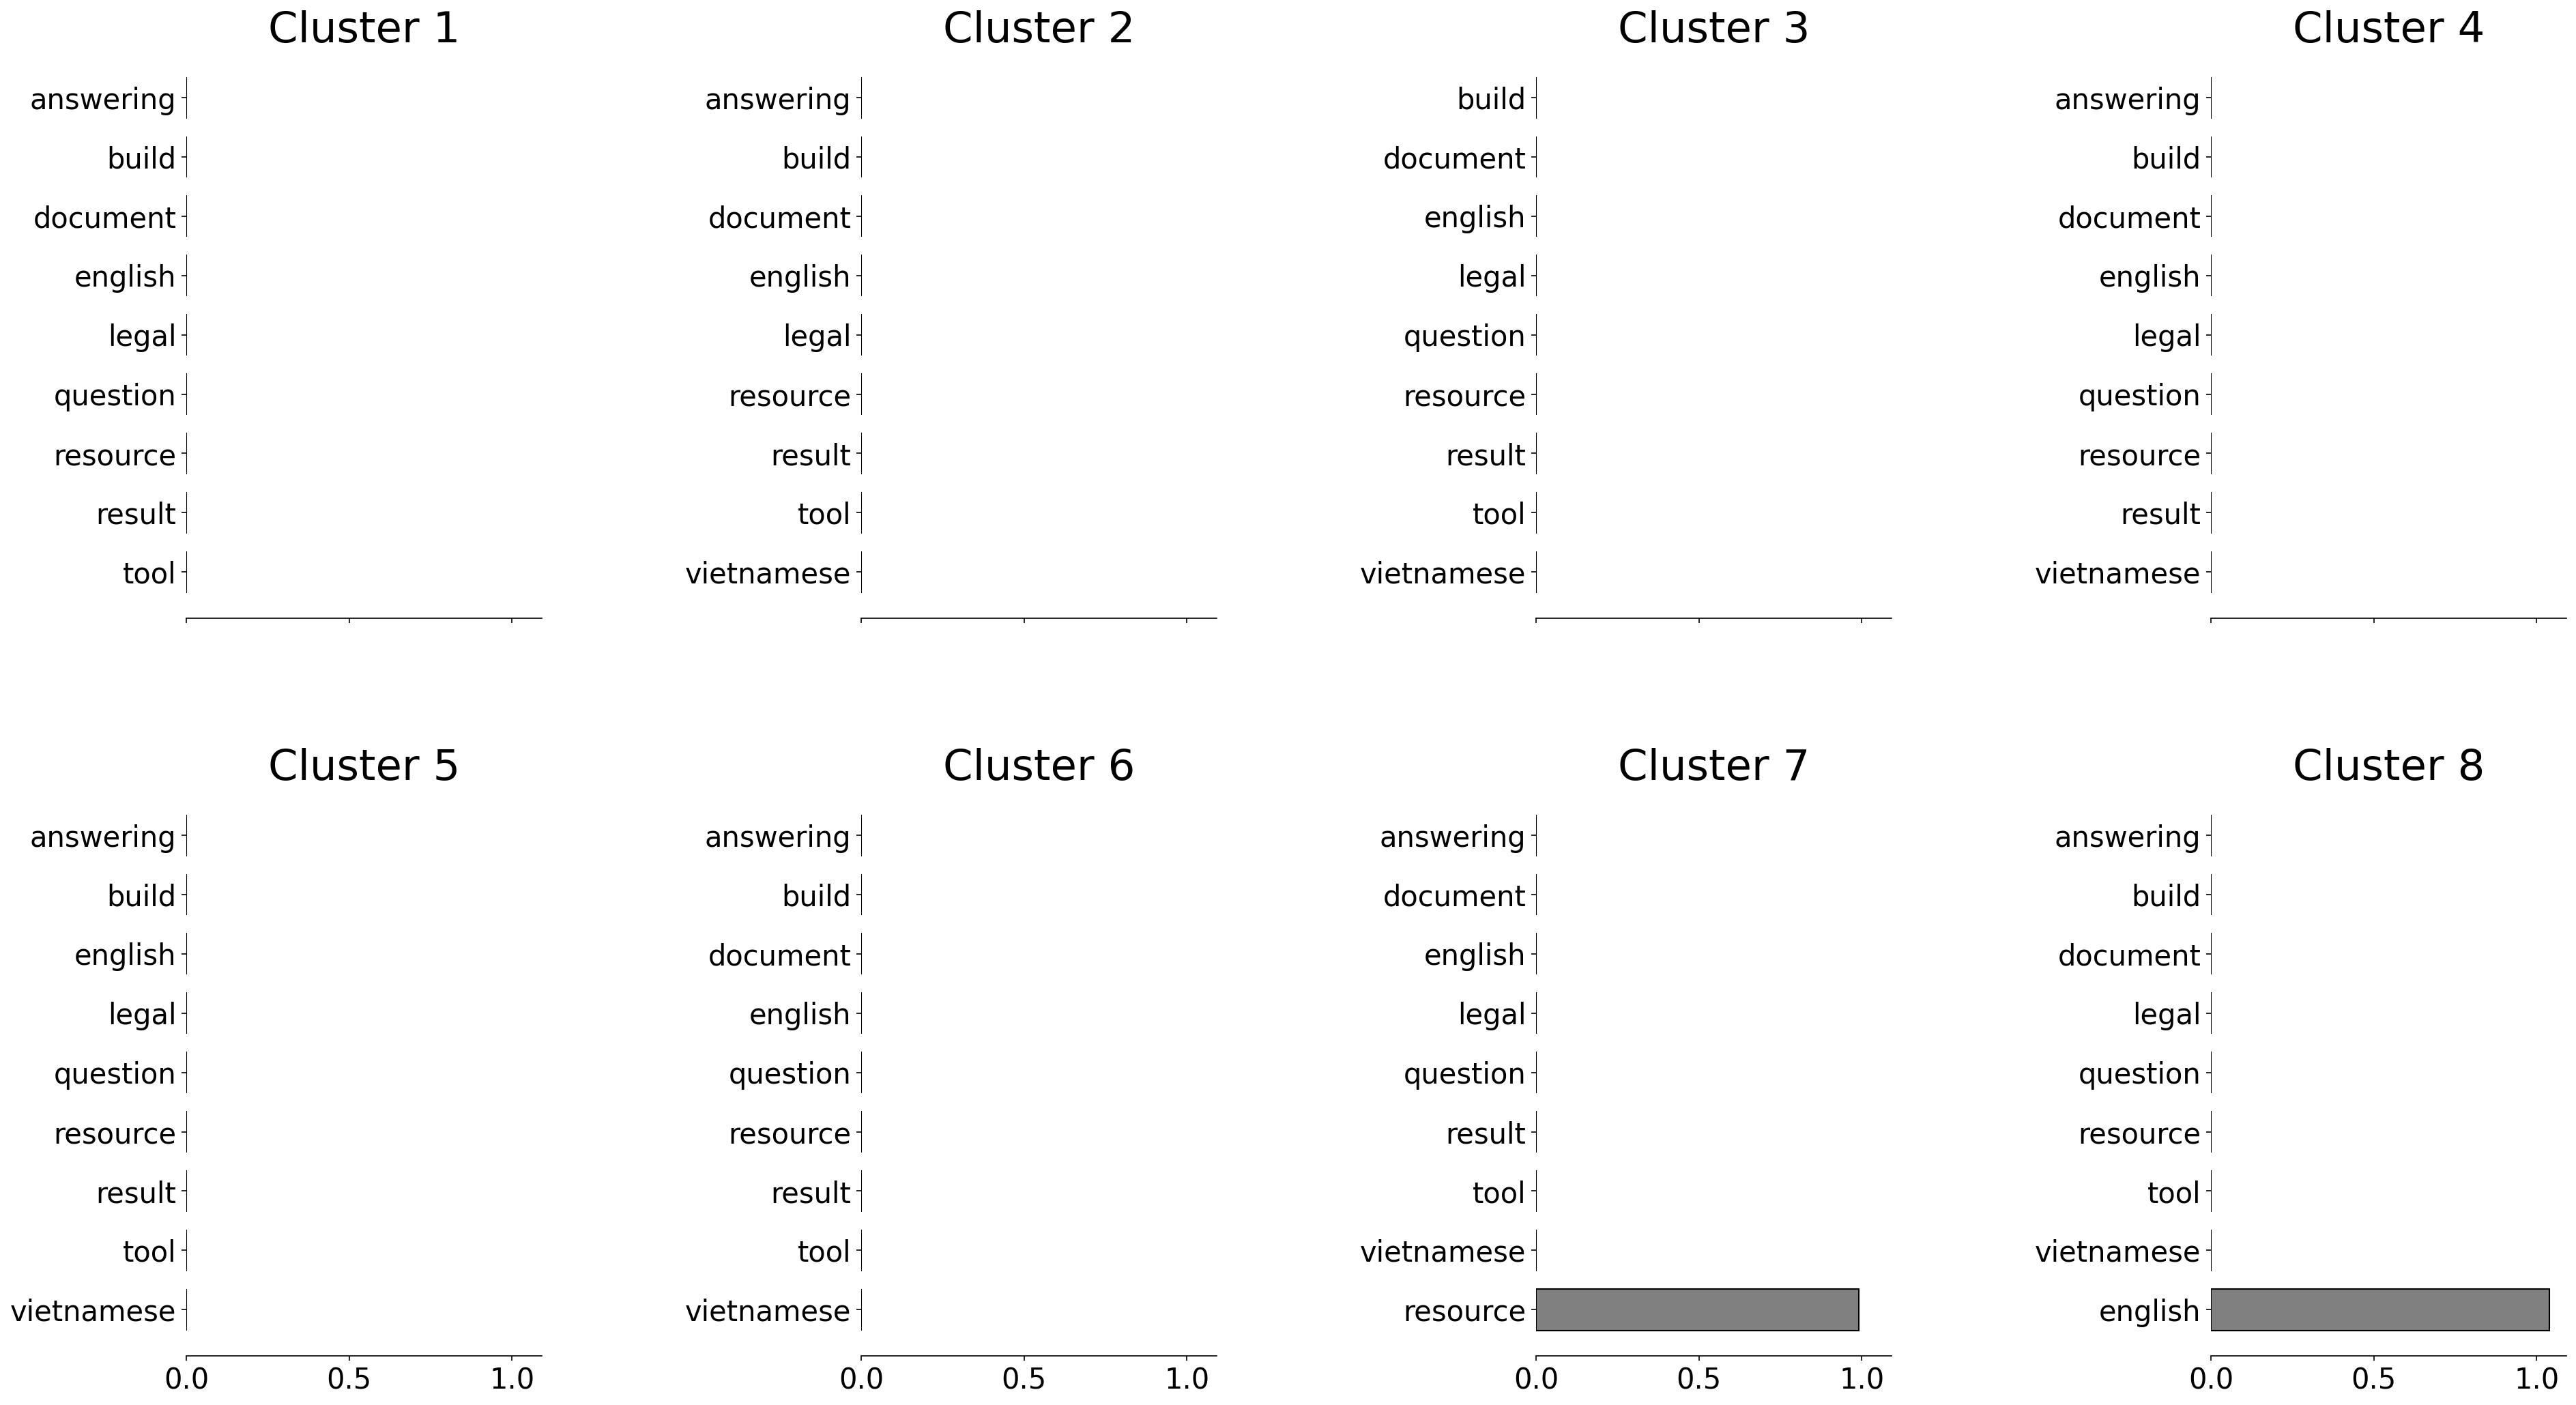 Cluster 1
answering
build
document
english
legal
question
resource
result
tool
Cluster 2
answering
build
document
english
legal
resource
result
tool
vietnamese
Cluster 3
build
document
english
legal
question
resource
result
tool
vietnamese
Cluster 4
answering
build
document
english
legal
question
resource
result
vietnamese
Cluster 5
answering
build
english
legal
question
resource
result
tool
vietnamese
0.0 0.5 1.0
Cluster 6
answering
build
document
english
question
resource
result
tool
vietnamese
0.0 0.5 1.0
Cluster 7
answering
document
english
legal
question
result
tool
vietnamese
resource
0.0 0.5 1.0
Cluster 8
answering
build
document
legal
question
resource
tool
vietnamese
english
0.0 0.5 1.0